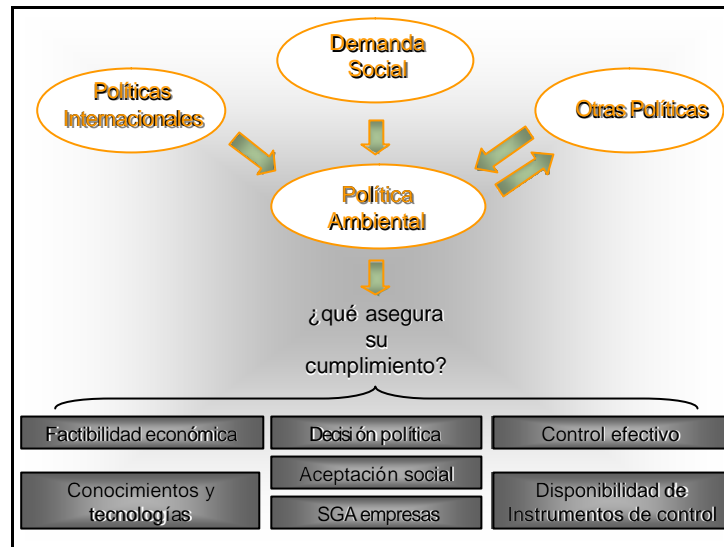 Demanda
Social
Políticas
Internacionales
Otras Políticas
Política
Ambiental
¿qué asegura
su
cumplimiento?
Factibilidad económica
Decisión política
Control efectivo
Aceptación social
Conocimientos y
tecnologías
SGA empresas
Disponibilidad de
Instrumentos de control